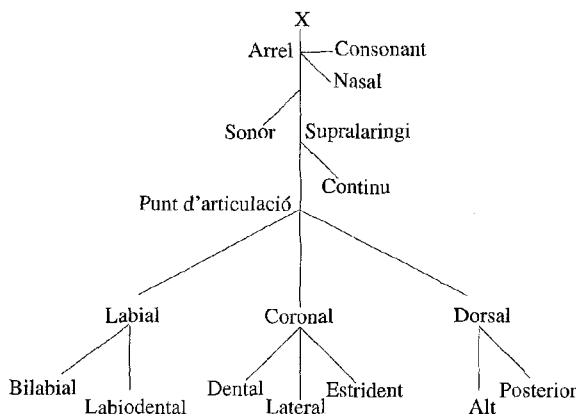 X
Arrel Consonant
Nasal
Sonor Supralaringi
Continu
Punt d'articulació
Labial Coronal Dorsal
Bilabial Dental Estrident Posterior
Labiodental Lateral Alt